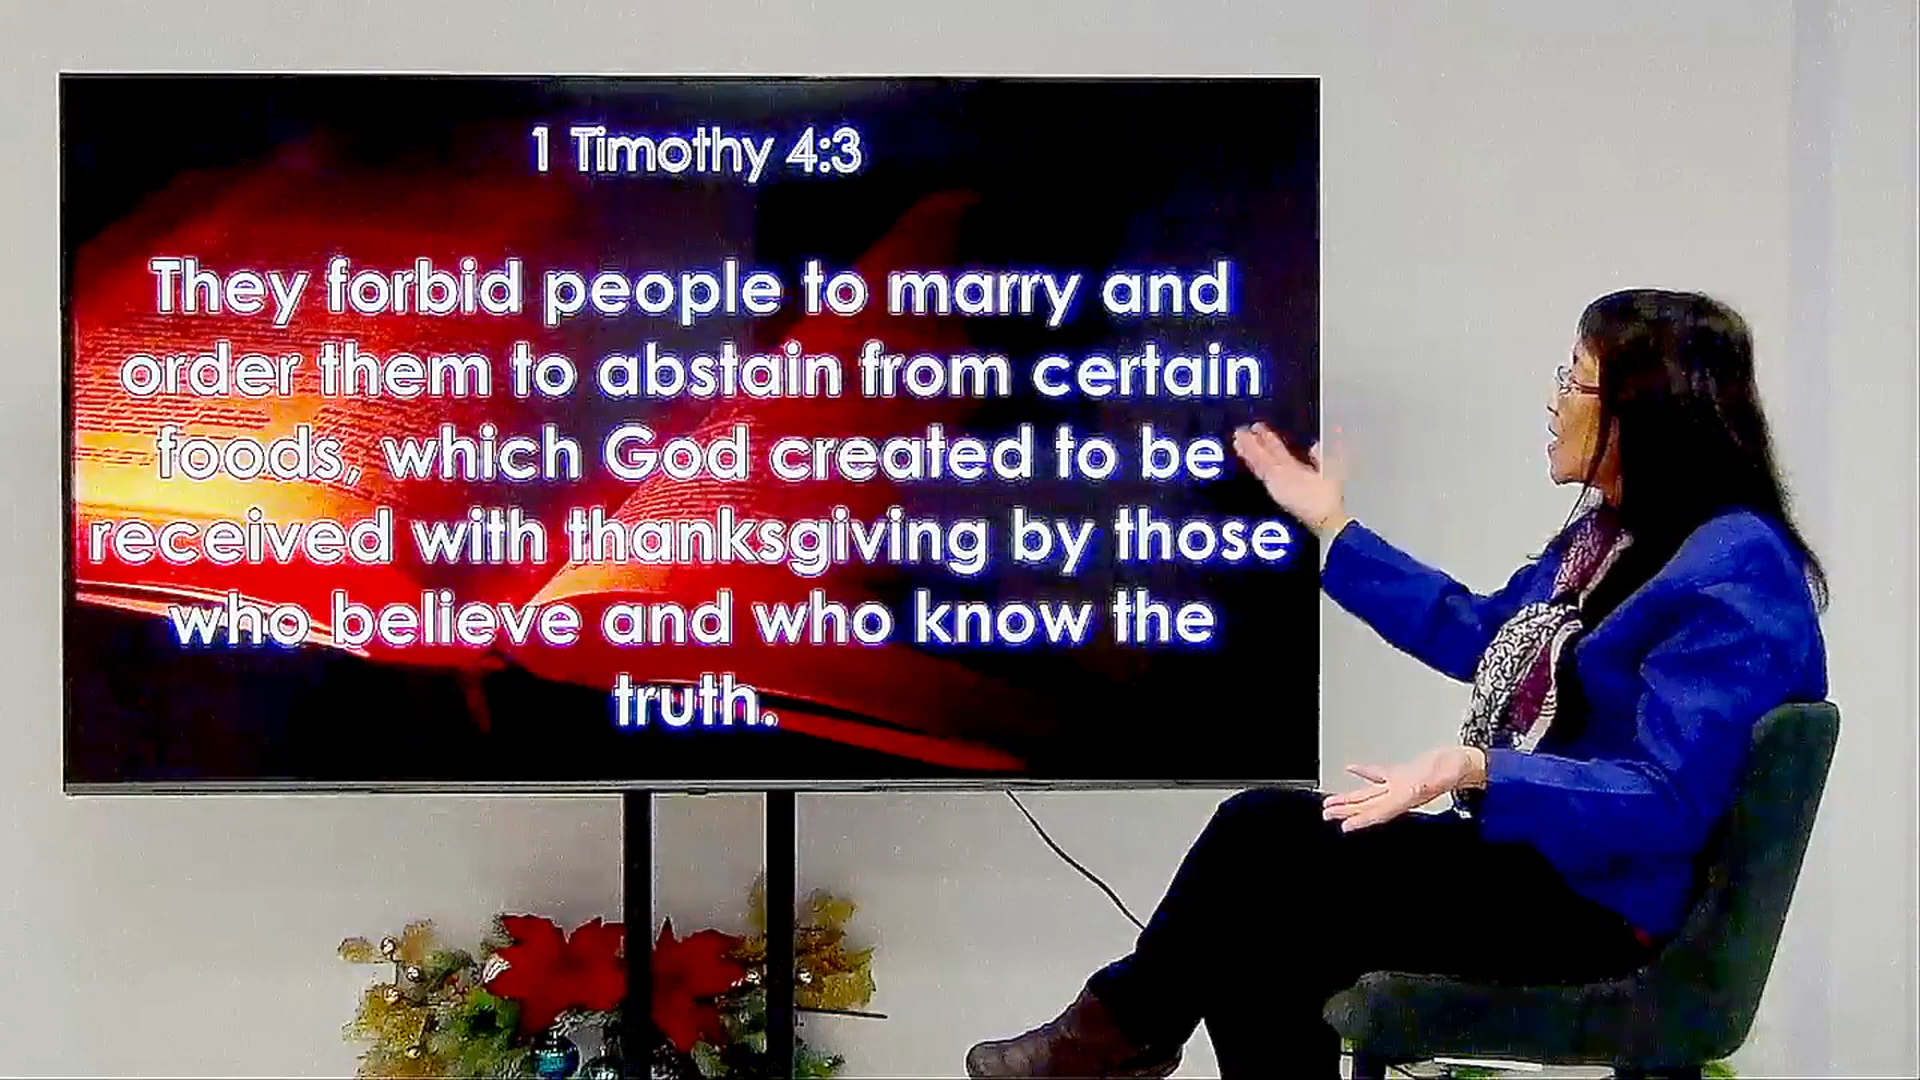 1 Timothy 4:3
They forbid people to marry and
order them to abstain from certain
foods, which God created to be
received with thanksgiving by those
who believe and who know the
truth.